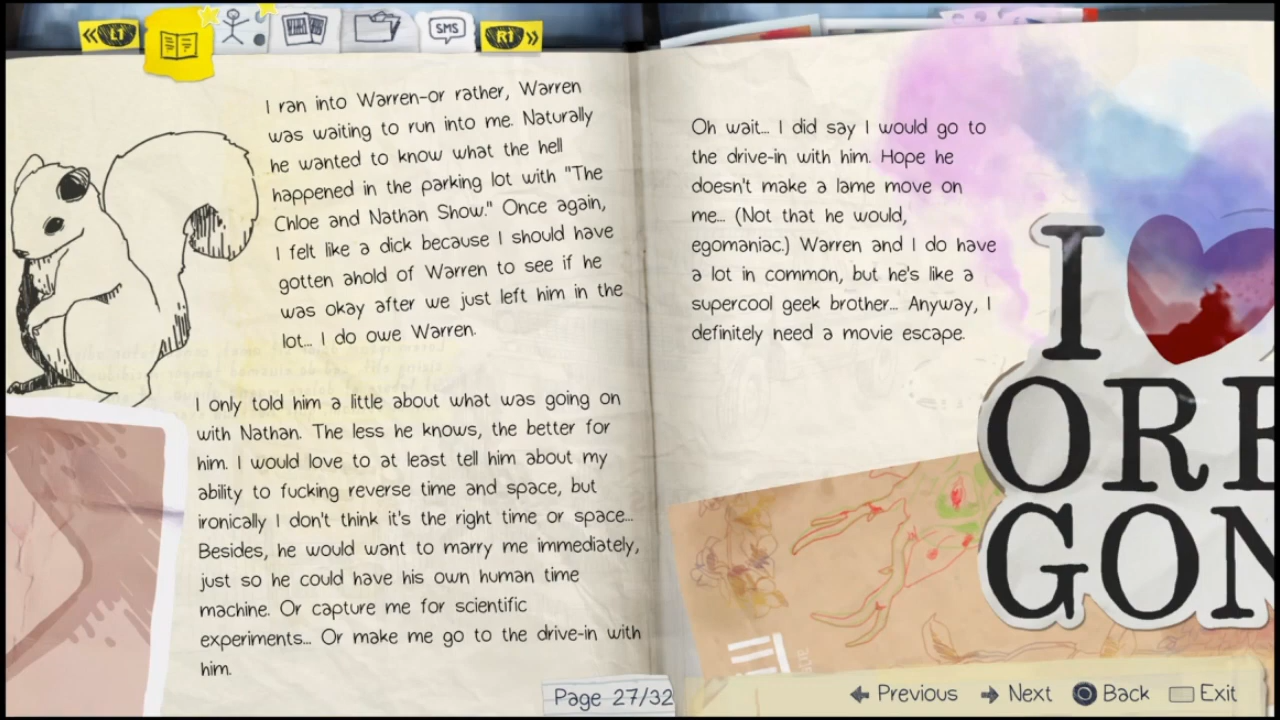 L1
SMS
R1
I ran into Warren-or rather, Warren
was waiting to run into me. Naturally
he wanted to know what the hell
happened in the parking lot with "The
Chloe and Nathan Show." Once again,
I felt like a dick because I should have
gotten ahold of Warren to see if he
was okay after we just left him in the
lot... I do owe Warren.
I only told him a little about what was going on
with Nathan. The less he knows, the better for
him. I would love to at least tell him about my
ability to fucking reverse time and space, but
ironically I don't think it's the right time or space...
Besides, he would want to marry me immediately,
just so he could have his own human time
machine. Or capture me for scientific
experiments... Or make me go to the drive-in with
him.
Oh wait... I did say I would go to
the drive-in with him. Hope he
doesn't make a lame move on
me... (Not that he would,
egomaniac.) Warren and I do have
a lot in common, but he's like a
supercool geek brother... Anyway, I
definitely need a movie escape.
I
ORE
GON
Page 27/32
Previous Next Back Exit